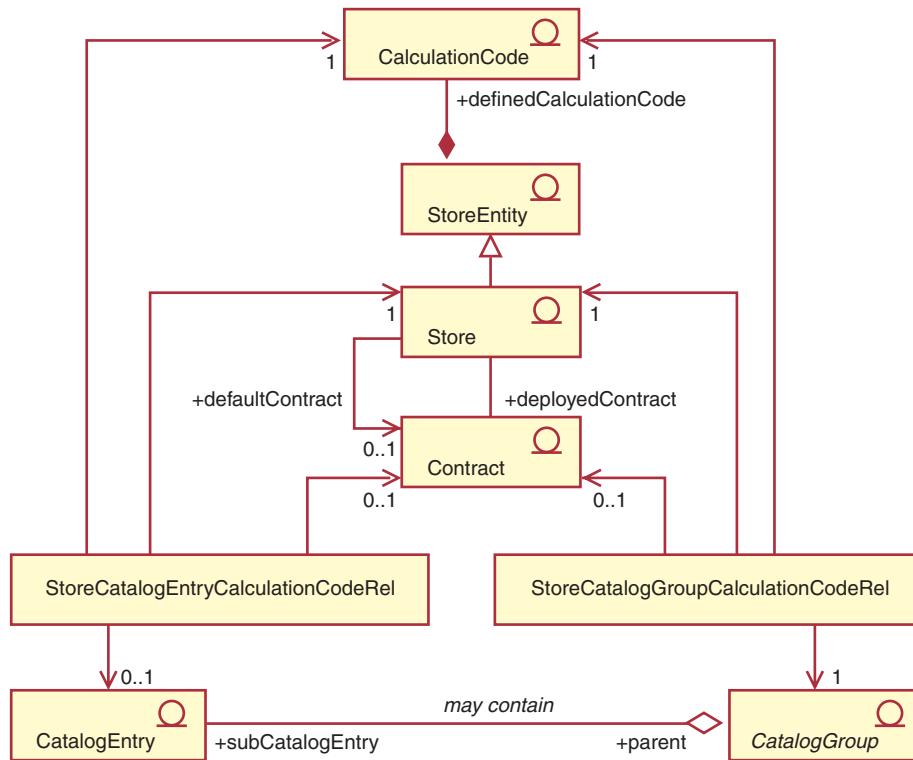 CalculationCode
1
1
+definedCalculationCode
StoreEntity
Store
1
1
+defaultContract
+deployedContract
0..1
Contract
0..1
0..1
StoreCatalogEntryCalculationCodeRel
StoreCatalogGroupCalculationCodeRel
0..1
1
CatalogEntry
may contain
+subCatalogEntry
+parent
CatalogGroup